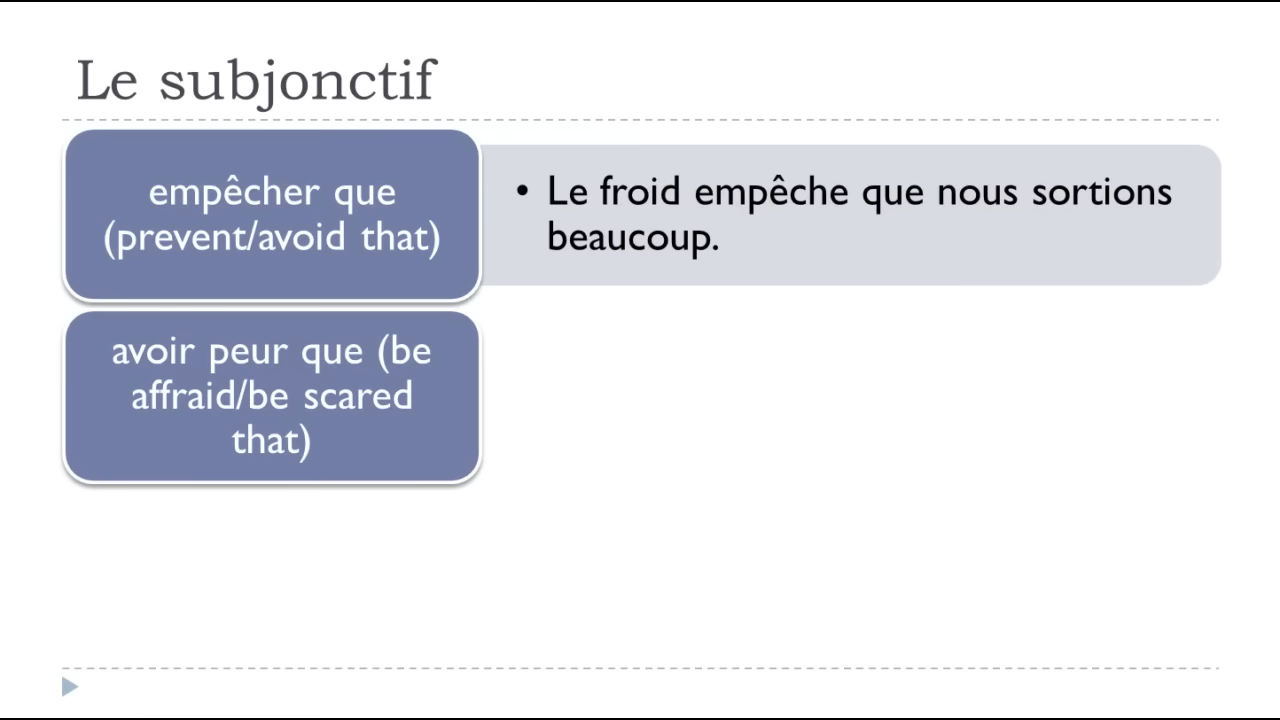 Le subjonctif
empêcher que
(prevent/avoid that)
• Le froid empêche que nous sortions
beaucoup.
avoir peur que (be
affraid/be scared
that)